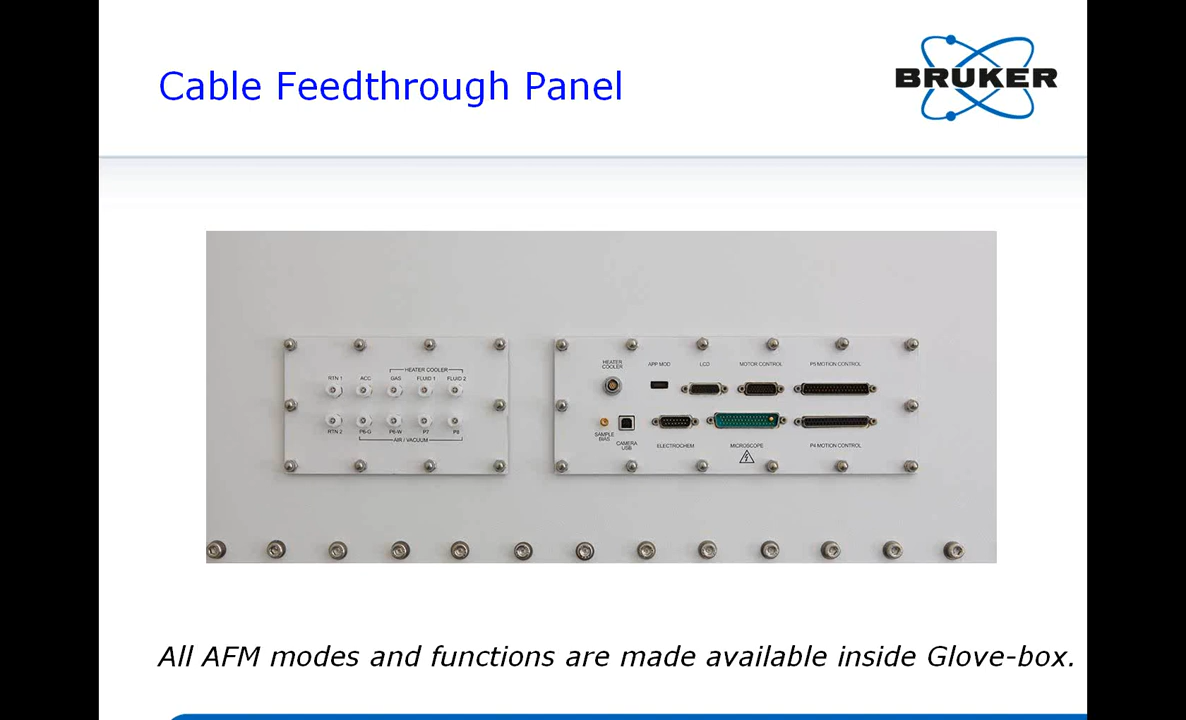 Cable Feedthrough Panel
BRUKER
HEATER COOLER
RTN 1 ACC GAS FLUID 1 FLUID 2
RTN 2 P6-G P6-W P7 P8
AIR / VACUUM
HEATER
COOLER
APP MOD
LCO
MOTOR CONTROL
P5 MOTION CONTROL
SAMPLE
BIAS
CAMERA
USB
ELECTROCHEM
MICROSCOPE
P4 MOTION CONTROL
All AFM modes and functions are made available inside Glove-box.